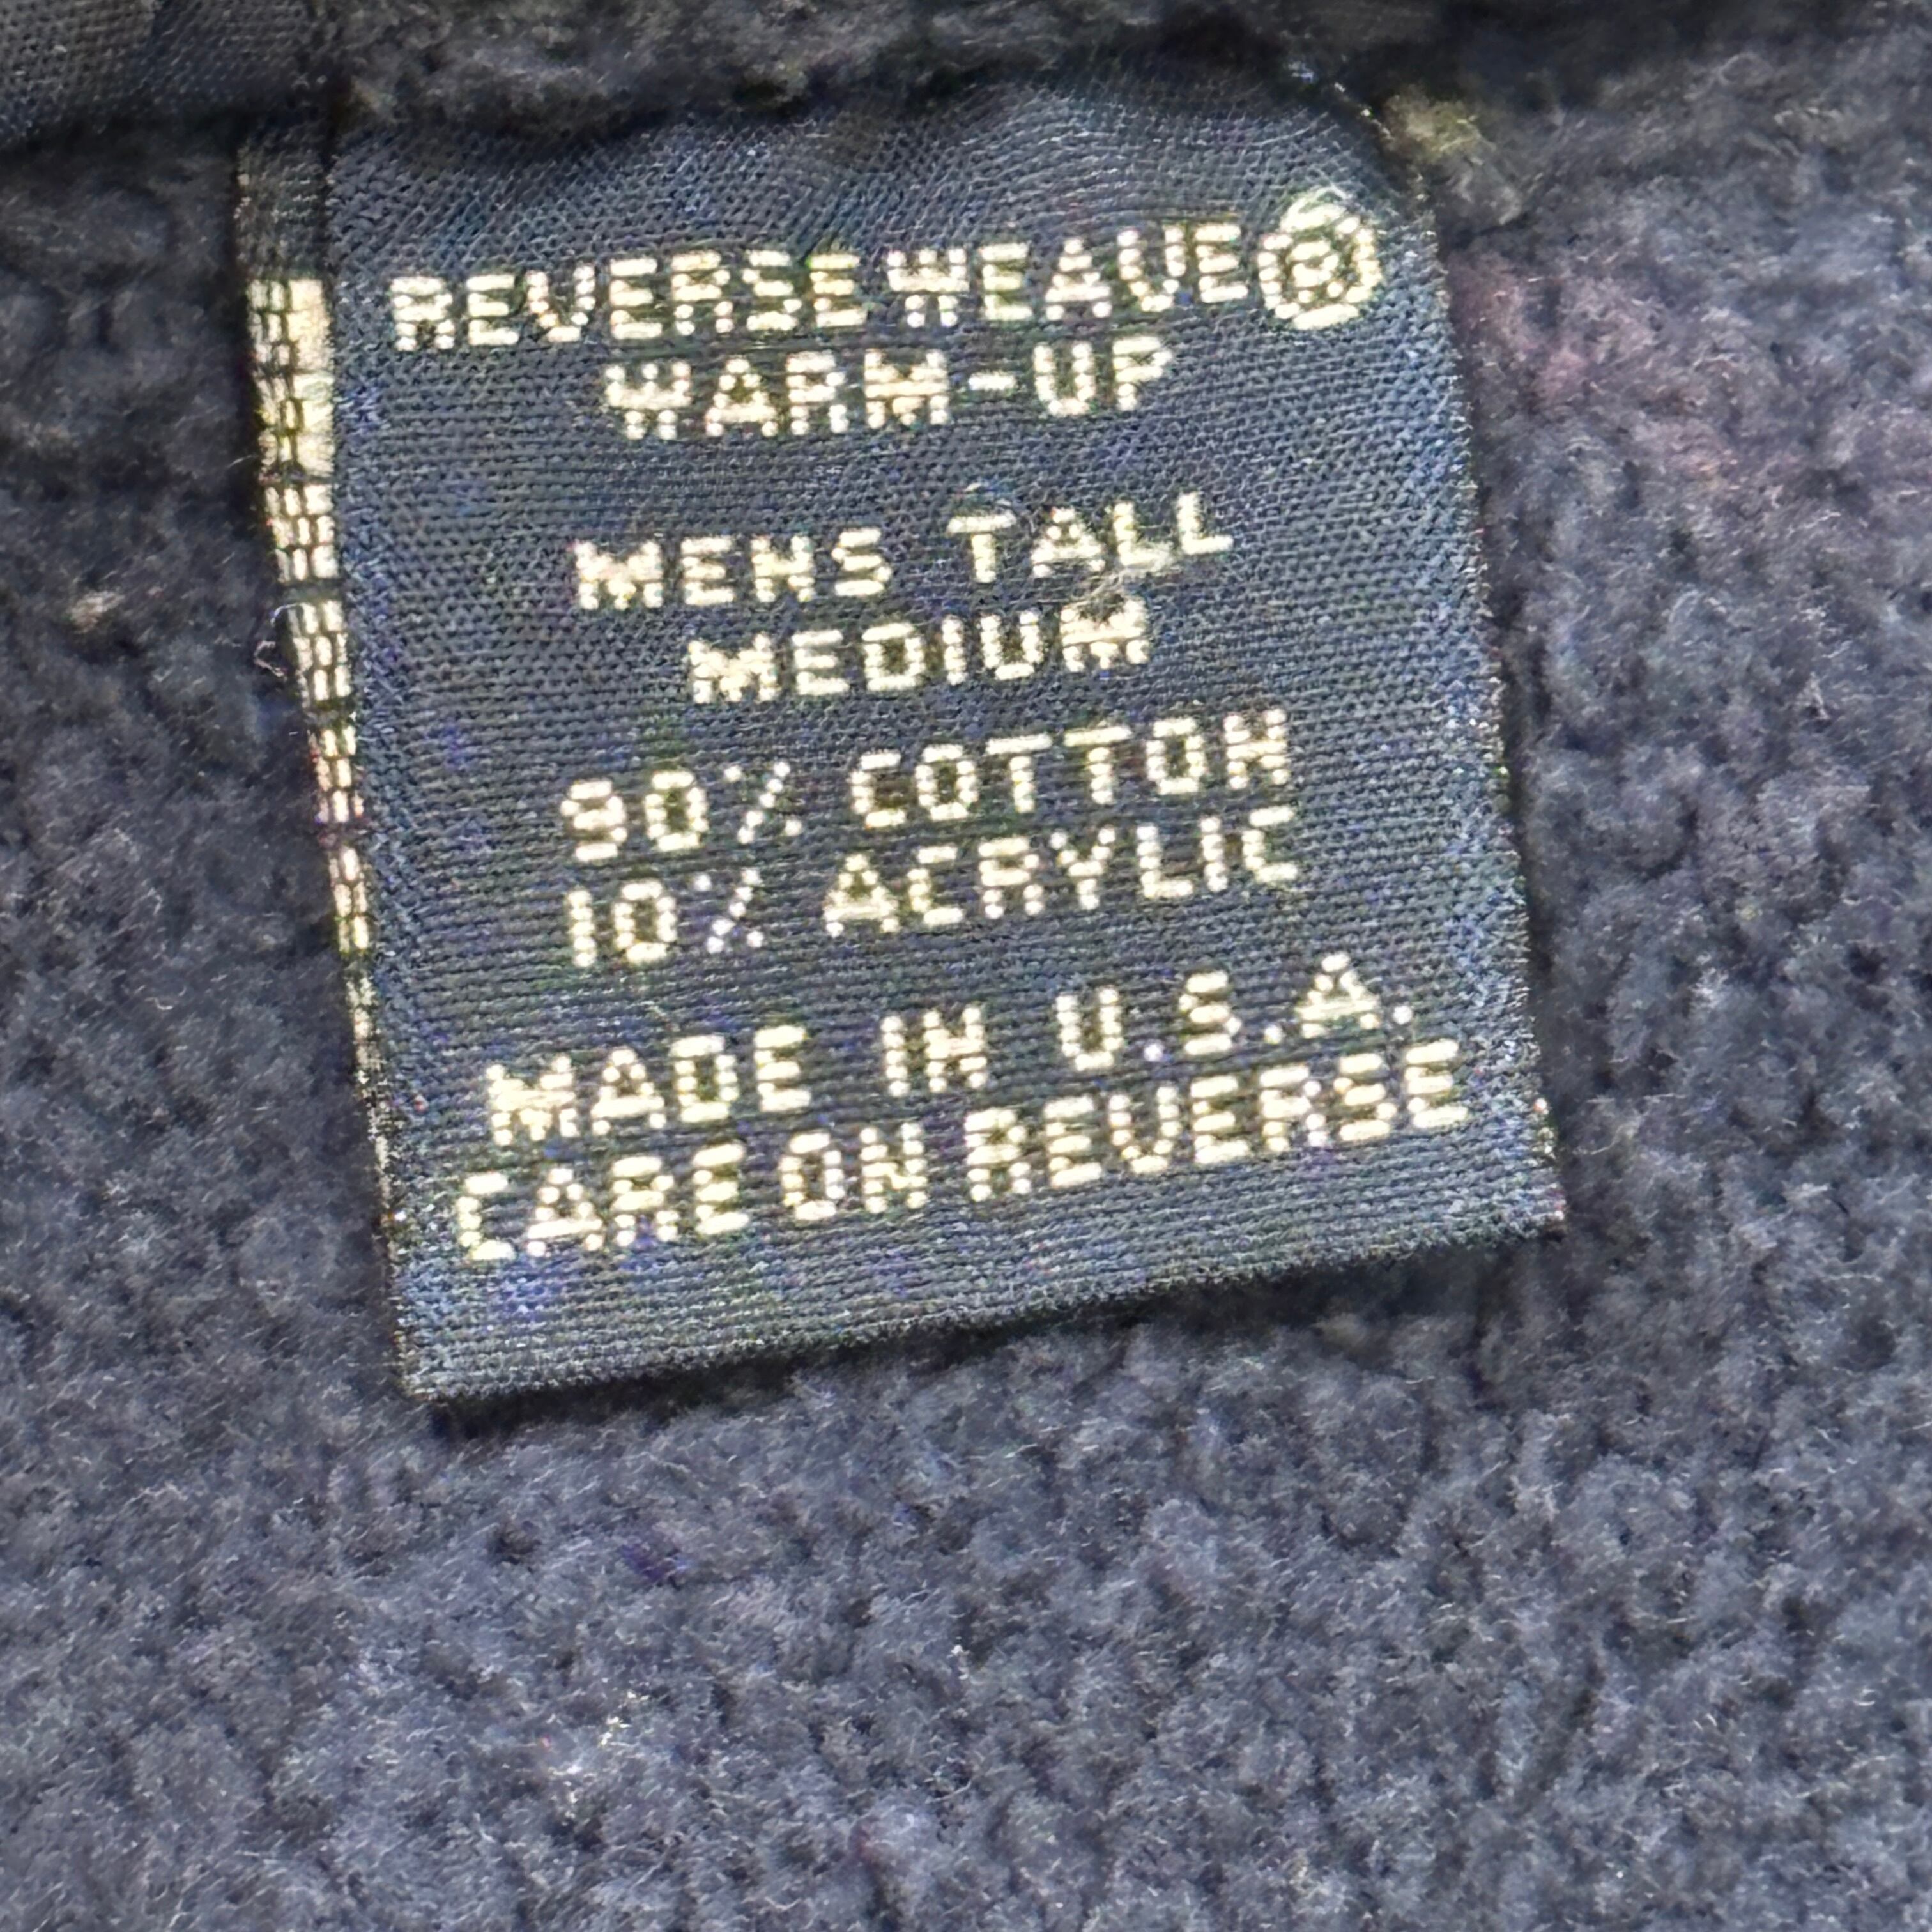 REVERSE WEAVE®
WARM-UP
MENS TALL
MEDIUM
90% COTTON
10% ACRYLIC
MADE IN U.S.A.
CARE ON REVERSE